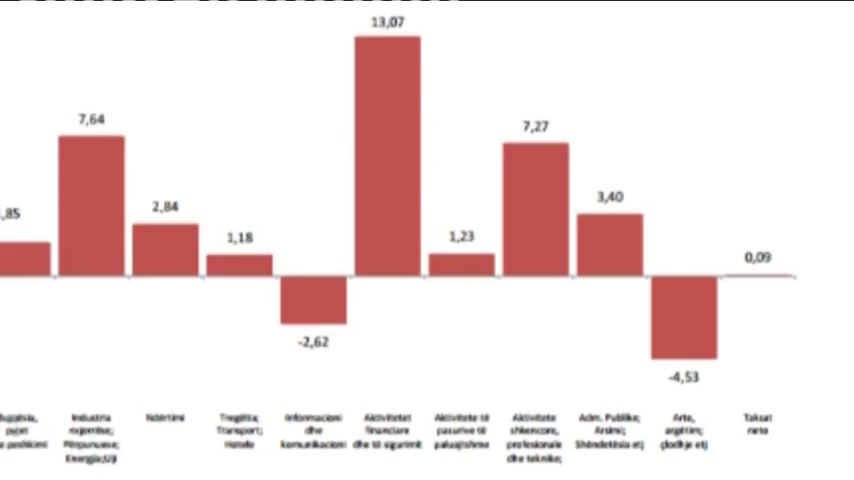 13,07
7,64
7,27
,85
2,84
3,40
1,18
1,23
0,09
-2,62
-4,53
Industria
Ndërtimi
Tregtia;
Informacioni
Aktivitetet
Aktivitete të
Aktivitete
Adm. Publike;
Arte,
Taksat
pyjet
nxjerrëse;
Transport;
dhe
financiare
pasurive të
shkencore,
Arsimi;
argëtim;
neto
peshkimi
Përpunuese;
Hotele
komunikacioni
dhe të sigurimit
paluajtshme
profesionale
Shëndetësia etj
çlodhje etj
Energjia;Uji
dhe teknike;